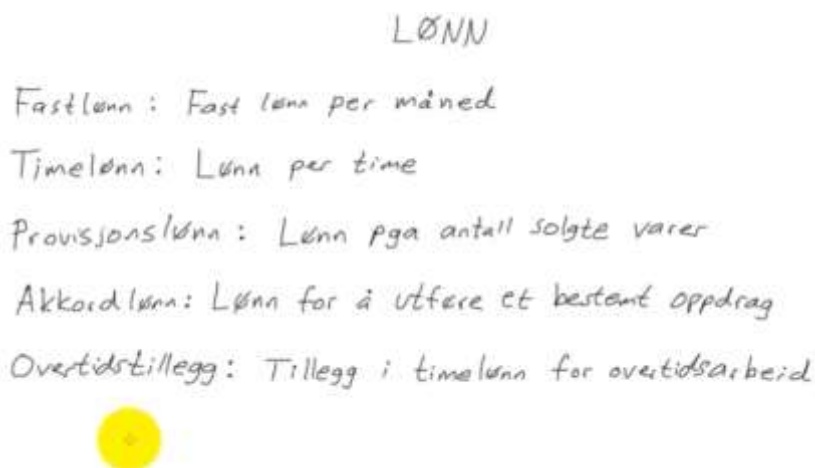 LØNN
Fastlønn: Fast lønn per måned
Timelønn: Lønn per time
Provisjonslønn: Lønn pga antall solgte varer
Akkordlønn: Lønn for å utføre et bestemt oppdrag
Overtidstillegg: Tillegg i timelønn for overtidsarbeid